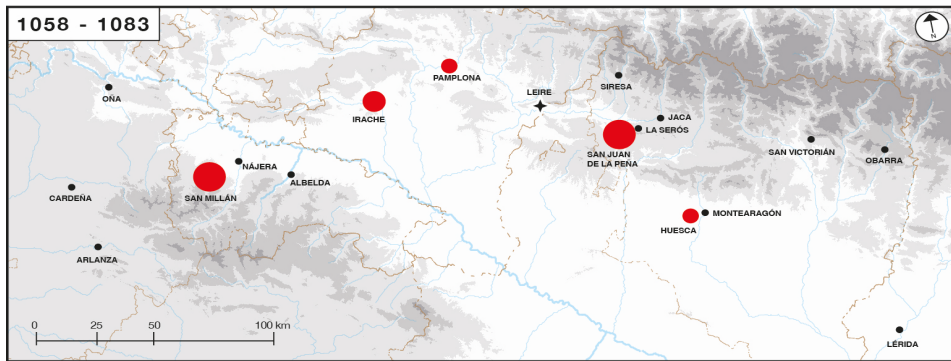 1058 - 1083
N
OÑA
PAMPLONA
LEIRE
SIRESA
IRACHE
JACA
LA SERÓS
SAN JUAN
DE LA PEÑA
SAN VICTORIÁN
OBARRA
NÁJERA
SAN MILLÁN
ALBELDA
CARDEÑA
MONTEARAGÓN
HUESCA
ARLANZA
0 25 50 100 km
LÉRIDA